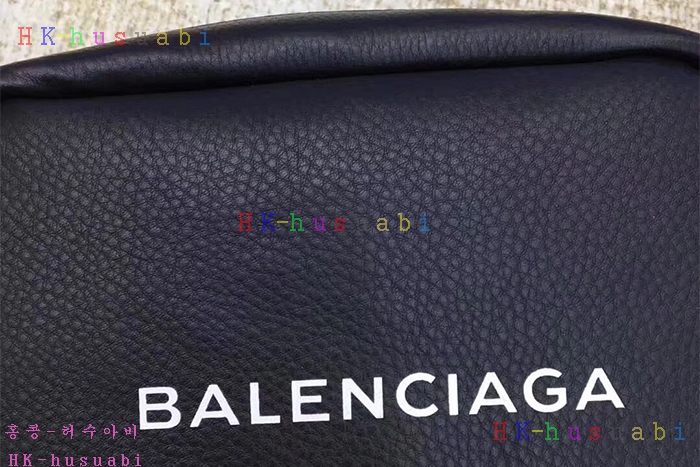 HK-husuabi
HK-hus abi
BALENCIAGA
홍콩-허수아비
HK-hus abi
HK-husuabi